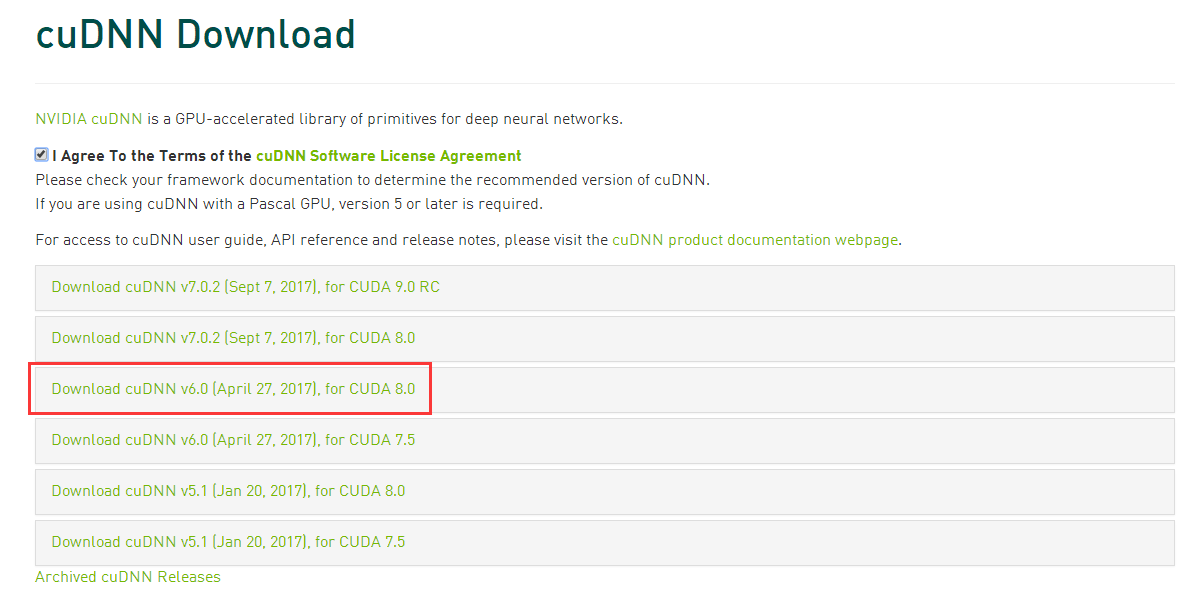 cuDNN Download
NVIDIA cuDNN is a GPU-accelerated library of primitives for deep neural networks.
I Agree To the Terms of the cuDNN Software License Agreement
Please check your framework documentation to determine the recommended version of cuDNN.
If you are using cuDNN with a Pascal GPU, version 5 or later is required.
For access to cuDNN user guide, API reference and release notes, please visit the cuDNN product documentation webpage.
Download cuDNN v7.0.2 (Sept 7, 2017), for CUDA 9.0 RC
Download cuDNN v7.0.2 (Sept 7, 2017), for CUDA 8.0
Download cuDNN v6.0 (April 27, 2017), for CUDA 8.0
Download cuDNN v6.0 (April 27, 2017), for CUDA 7.5
Download cuDNN v5.1 (Jan 20, 2017), for CUDA 8.0
Download cuDNN v5.1 (Jan 20, 2017), for CUDA 7.5
Archived cuDNN Releases